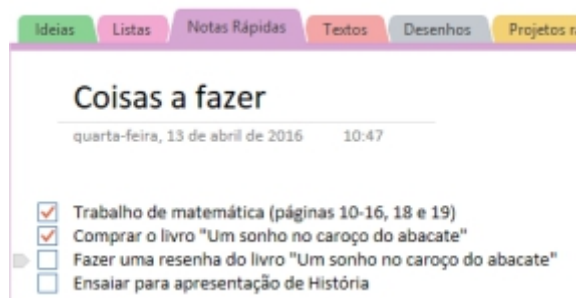 Ideias Listas Notas Rápidas Textos Desenhos Projetos
Coisas a fazer
quarta-feira, 13 de abril de 2016 10:47
Trabalho de matemática (páginas 10-16, 18 e 19)
Comprar o livro "Um sonho no caroço do abacate"
Fazer uma resenha do livro "Um sonho no caroço do abacate"
Ensaiar para apresentação de História